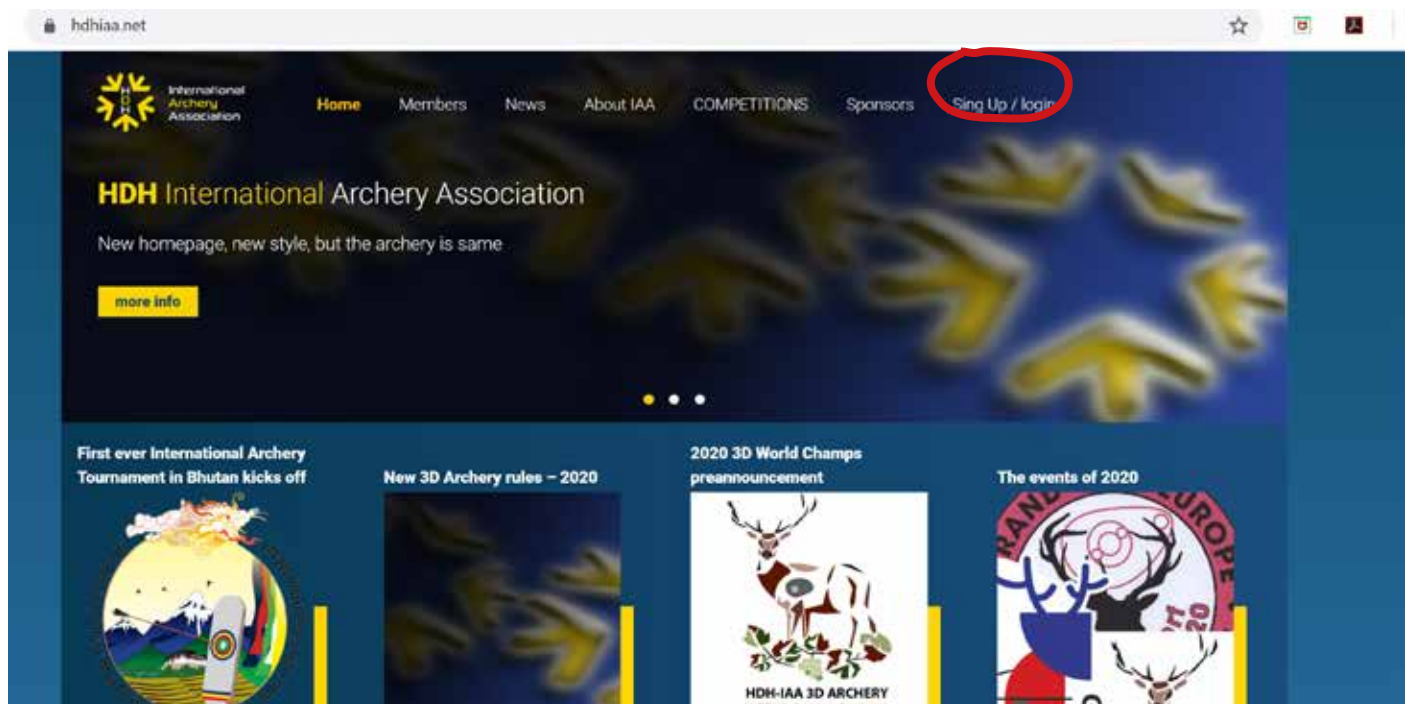 hdhiaa.net
International
Archery
Association
Home Members News About IAA COMPETITIONS Sponsors Sing Up / login
HDH International Archery Association
New homepage, new style, but the archery is same
more info
First ever International Archery
Tournament in Bhutan kicks off
New 3D Archery rules – 2020
2020 3D World Champs
preannouncement
The events of 2020
HDH-IAA 3D ARCHERY
EUROPE